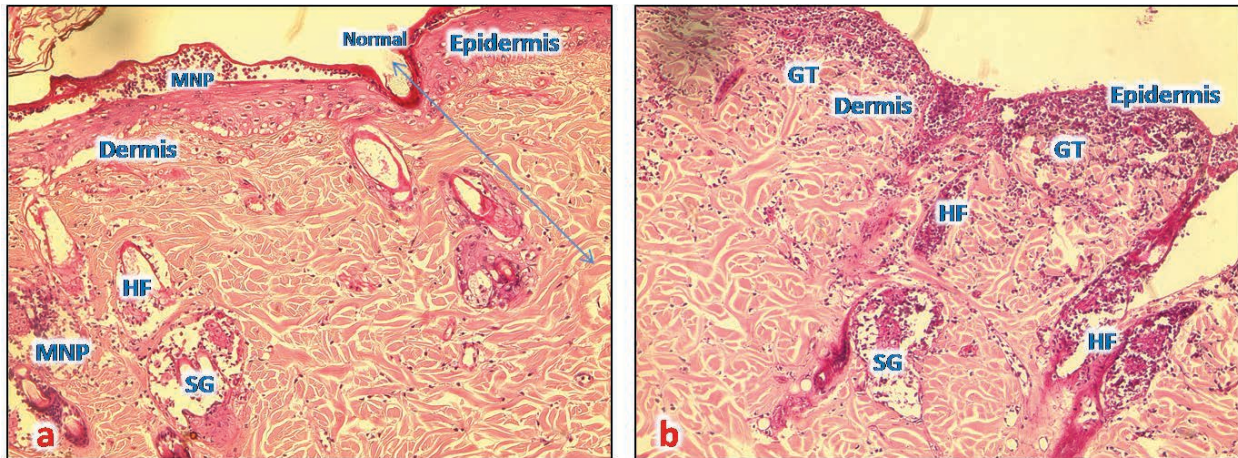 Normal
Epidermis
MNP
Dermis
HF
MNP
SG
a
GT
Dermis
Epidermis
GT
HF
HF
SG
b